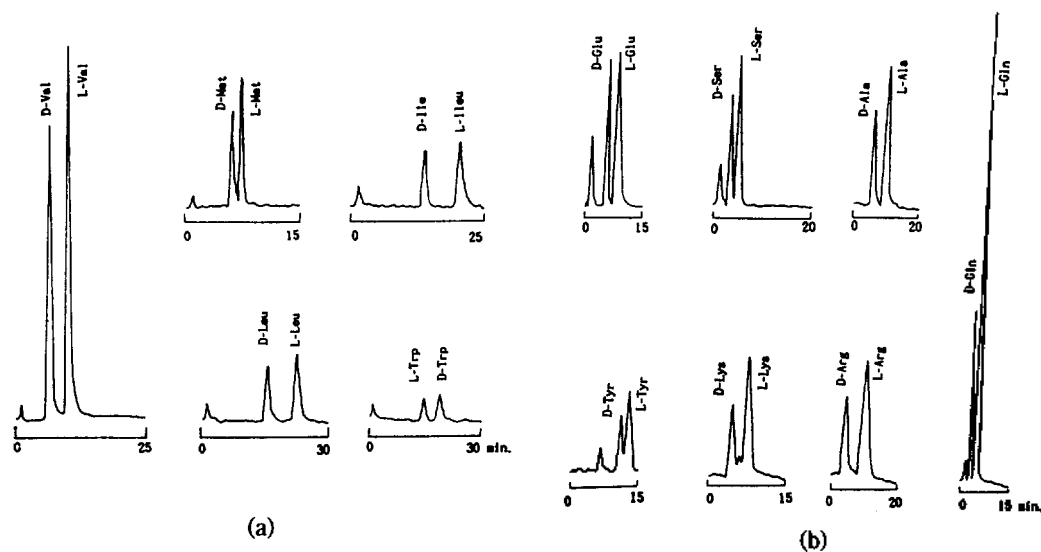 D-Val
L-Val
0
25
D-Met
L-Met
0
15
D-Ile
L-Ileu
0
25
D-Leu
L-Leu
0
30
L-Trp
D-Trp
0
30 min.
(a)
D-Glu
L-Glu
0
15
D-Ser
L-Ser
0
20
D-Ala
L-Ala
0
20
D-Tyr
L-Tyr
0
15
D-Lys
L-Lys
0
15
D-Arg
L-Arg
0
20
D-Gln
L-Gln
0
15 min.
(b)